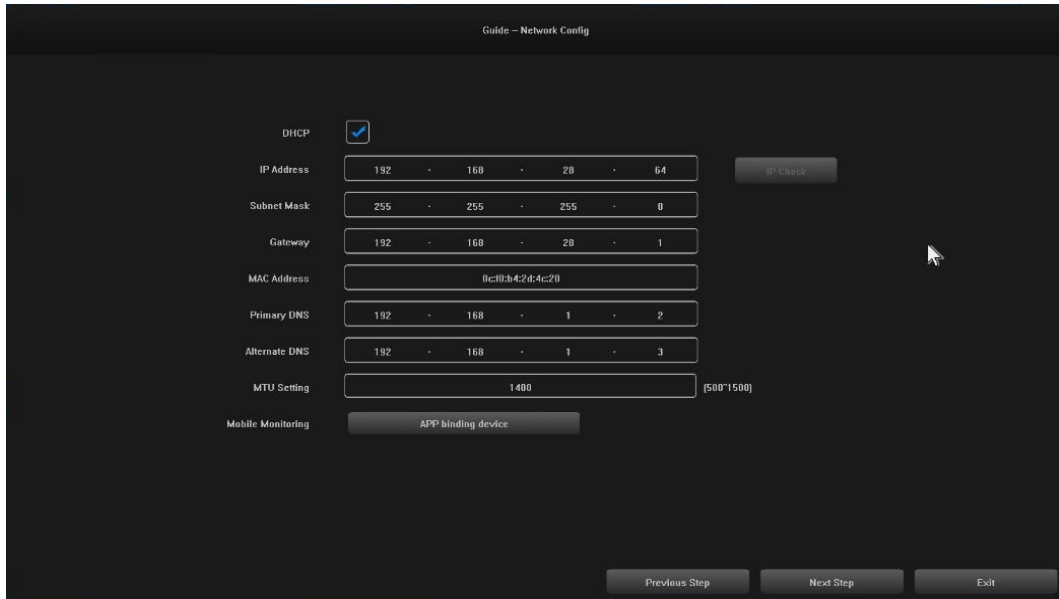 Guide – Network Config
DHCP
IP Address 192 · 168 · 28 · 64 IP Check
Subnet Mask 255 · 255 · 255 · 0
Gateway 192 · 168 · 28 · 1
MAC Address 0c:f0:b4:2d:4c:20
Primary DNS 192 · 168 · 1 · 2
Alternate DNS 192 · 168 · 1 · 3
MTU Setting 1400 (500~1500)
Mobile Monitoring APP binding device
Previous Step Next Step Exit